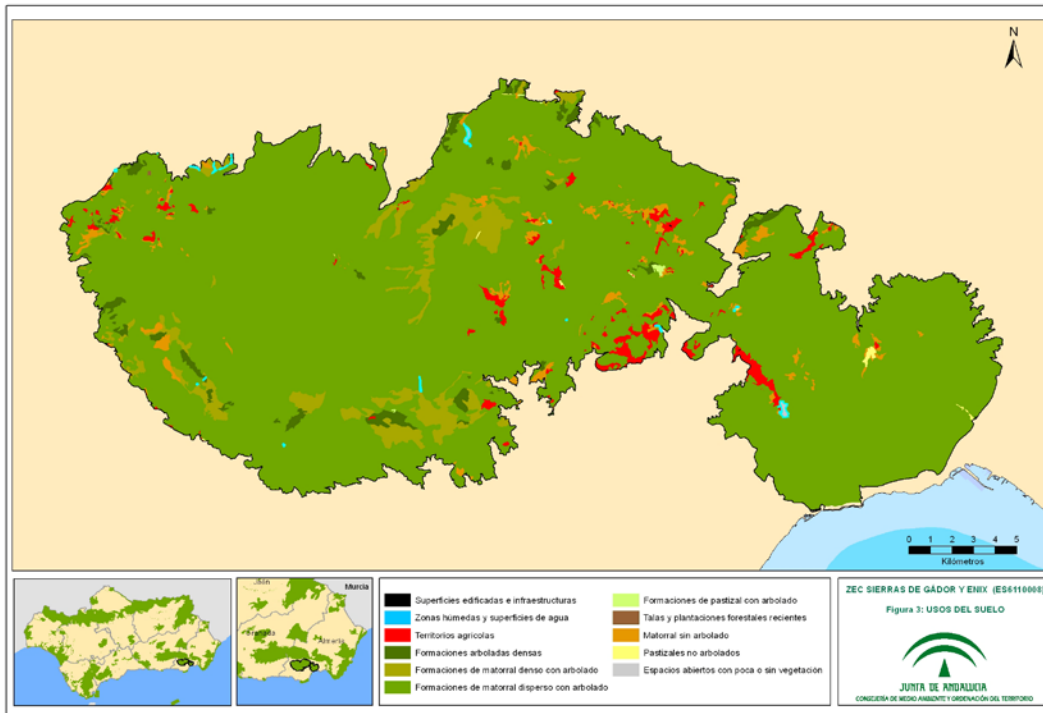 N
0 1 2 3 4 5
Kilómetros
Jaén
Murcia
Granada
Almería
Superficies edificadas e infraestructuras
Zonas húmedas y superficies de agua
Territorios agrícolas
Formaciones arboladas densas
Formaciones de matorral denso con arbolado
Formaciones de matorral disperso con arbolado
Formaciones de pastizal con arbolado
Talas y plantaciones forestales recientes
Matorral sin arbolado
Pastizales no arbolados
Espacios abiertos con poca o sin vegetación
ZEC SIERRAS DE GÁDOR Y ENIX (ES6110008)
Figura 3: USOS DEL SUELO
JUNTA DE ANDALUCIA
CONSEJERÍA DE MEDIO AMBIENTE Y ORDENACIÓN DEL TERRITORIO